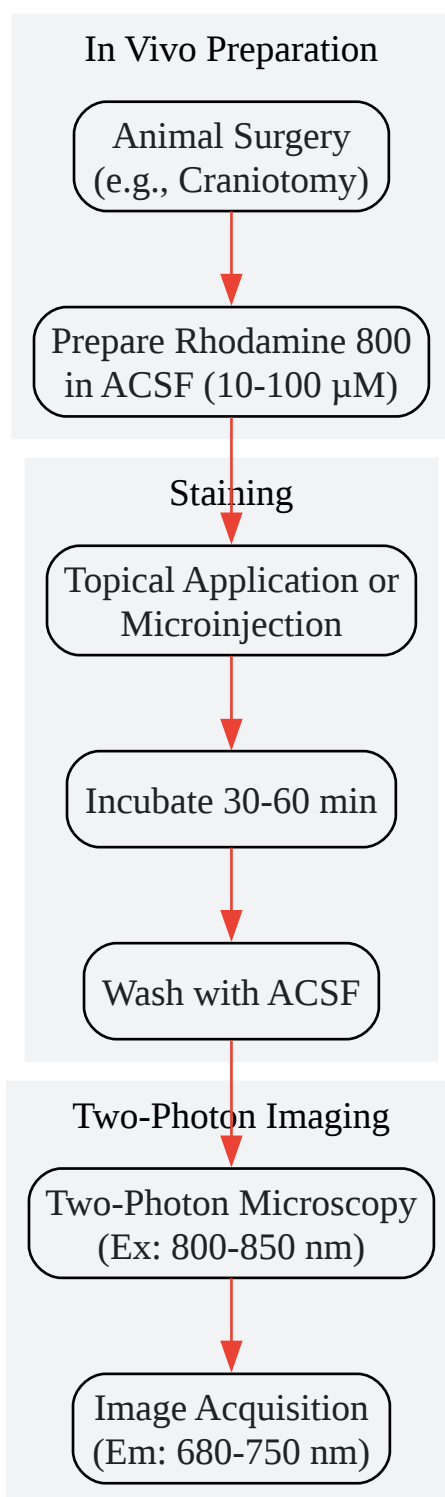 In Vivo Preparation
Animal Surgery
(e.g., Craniotomy)
Prepare Rhodamine 800
in ACSF (10-100 µM)
Staining
Topical Application or
Microinjection
Incubate 30-60 min
Wash with ACSF
Two-Photon Imaging
Two-Photon Microscopy
(Ex: 800-850 nm)
Image Acquisition
(Em: 680-750 nm)